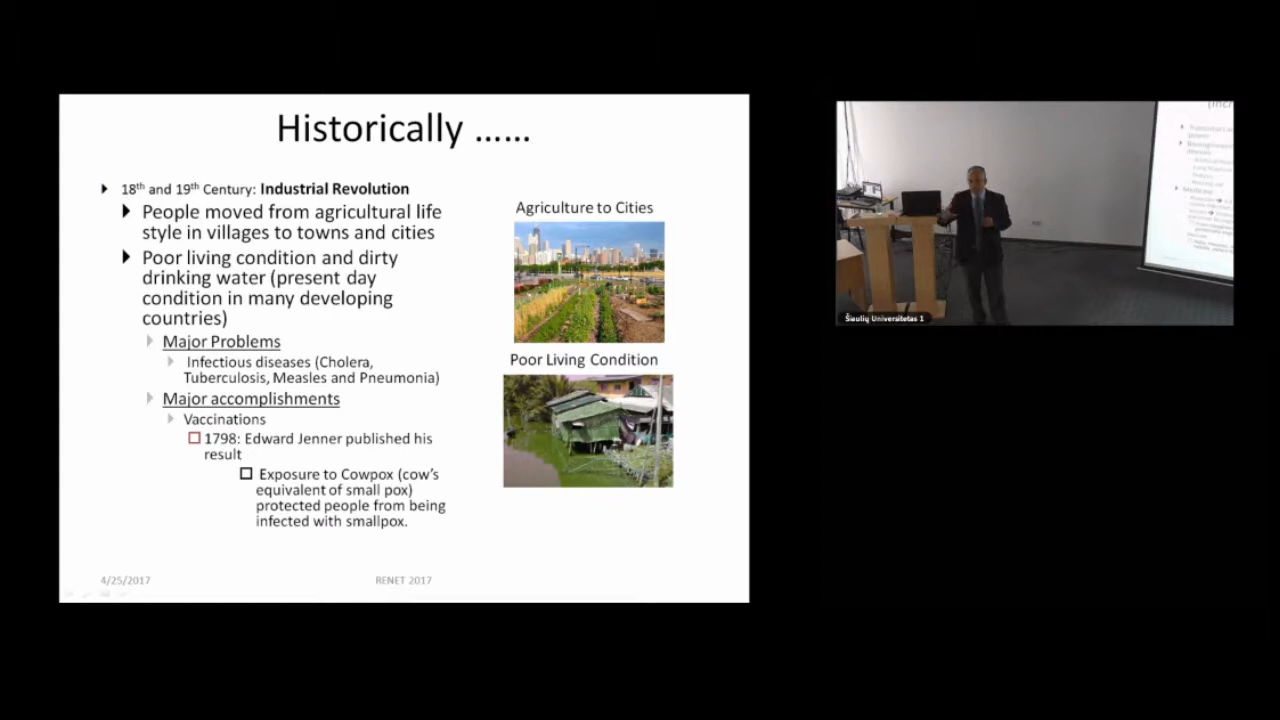 Historically ......
18th and 19th Century: Industrial Revolution
People moved from agricultural life
style in villages to towns and cities
Poor living condition and dirty
drinking water (present day
condition in many developing
countries)
Major Problems
Infectious diseases (Cholera,
Tuberculosis, Measles and Pneumonia)
Major accomplishments
Vaccinations
1798: Edward Jenner published his
result
Exposure to Cowpox (cow's
equivalent of small pox)
protected people from being
infected with smallpox.
Agriculture to Cities
Poor Living Condition
4/25/2017
RENET 2017
Šiaulių Universitetas 1